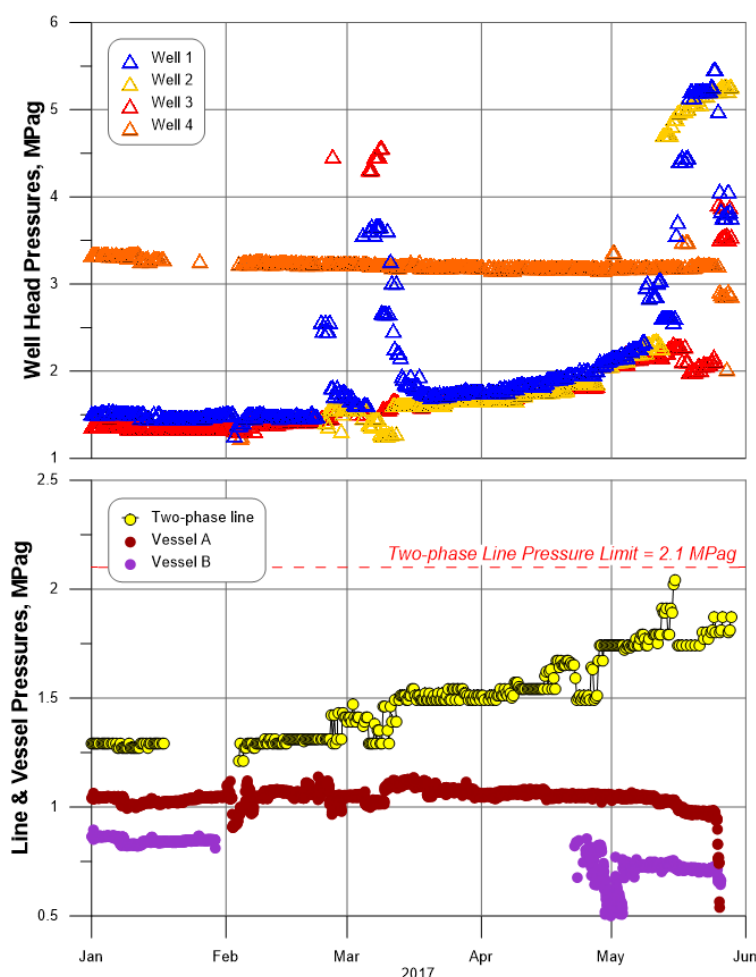 Well Head Pressures, MPag
6
5
4
3
2
1
Well 1
Well 2
Well 3
Well 4
Line & Vessel Pressures, MPag
2.5
2
1.5
1
0.5
Two-phase line
Vessel A
Vessel B
Two-phase Line Pressure Limit = 2.1 MPag
Jan
Feb
Mar
Apr
May
Jun
2017